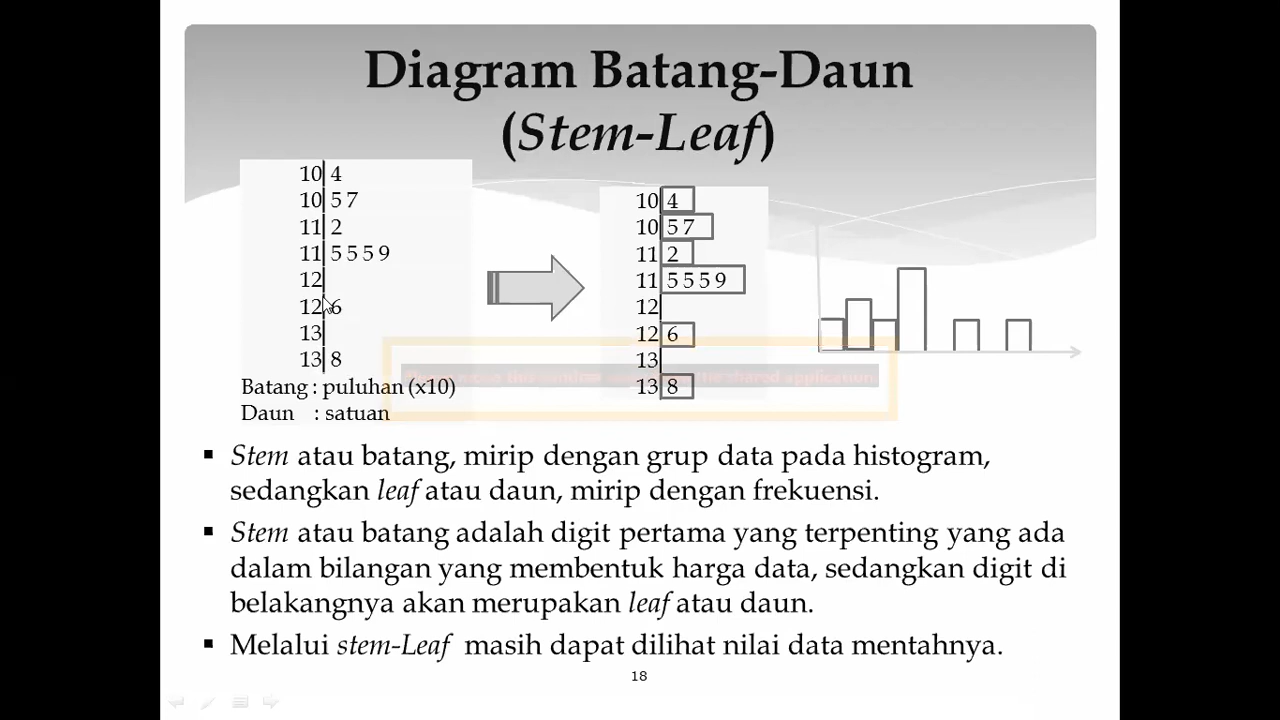 Diagram Batang-Daun
(Stem-Leaf)
10 4
10 5 7
11 2
11 5 5 5 9
12
12 6
13
13 8
Batang : puluhan (x10)
Daun : satuan
10 4
10 5 7
11 2
11 5 5 5 9
12
12 6
13
13 8
▪ Stem atau batang, mirip dengan grup data pada histogram,
sedangkan leaf atau daun, mirip dengan frekuensi.
▪ Stem atau batang adalah digit pertama yang terpenting yang ada
dalam bilangan yang membentuk harga data, sedangkan digit di
belakangnya akan merupakan leaf atau daun.
▪ Melalui stem-Leaf masih dapat dilihat nilai data mentahnya.
18